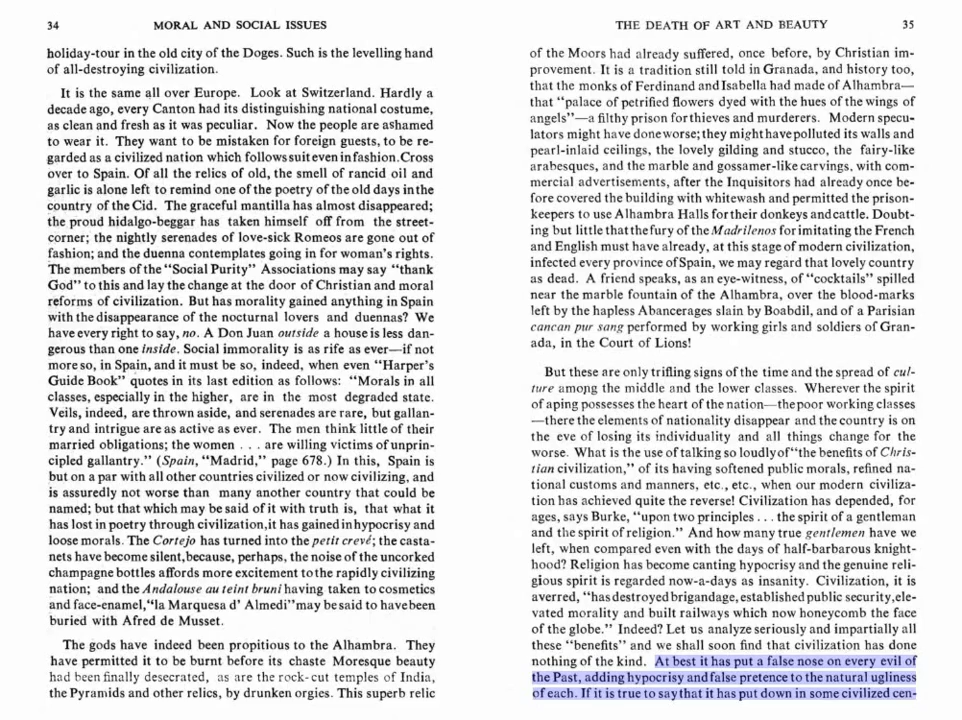 34 MORAL AND SOCIAL ISSUES
holiday-tour in the old city of the Doges. Such is the levelling hand
of all-destroying civilization.
It is the same all over Europe. Look at Switzerland. Hardly a
decade ago, every Canton had its distinguishing national costume,
as clean and fresh as it was peculiar. Now the people are ashamed
to wear it. They want to be mistaken for foreign guests, to be re-
garded as a civilized nation which follows suit even in fashion. Cross
over to Spain. Of all the relics of old, the smell of rancid oil and
garlic is alone left to remind one of the poetry of the old days in the
country of the Cid. The graceful mantilla has almost disappeared;
the proud hidalgo-beggar has taken himself off from the street-
corner; the nightly serenades of love-sick Romeos are gone out of
fashion; and the duenna contemplates going in for woman's rights.
The members of the "Social Purity" Associations may say "thank
God" to this and lay the change at the door of Christian and moral
reforms of civilization. But has morality gained anything in Spain
with the disappearance of the nocturnal lovers and duennas? We
have every right to say, no. A Don Juan outside a house is less dan-
gerous than one inside. Social immorality is as rife as ever—if not
more so, in Spain, and it must be so, indeed, when even "Harper's
Guide Book" quotes in its last edition as follows: "Morals in all
classes, especially in the higher, are in the most degraded state.
Veils, indeed, are thrown aside, and serenades are rare, but gallan-
try and intrigue are as active as ever. The men think little of their
married obligations; the women . . . are willing victims of unprin-
cipled gallantry." (Spain, "Madrid," page 678.) In this, Spain is
but on a par with all other countries civilized or now civilizing, and
is assuredly not worse than many another country that could be
named; but that which may be said of it with truth is, that what it
has lost in poetry through civilization, it has gained in hypocrisy and
loose morals. The Cortejo has turned into the petit crevé; the casta-
nets have become silent, because, perhaps, the noise of the uncorked
champagne bottles affords more excitement to the rapidly civilizing
nation; and the Andalouse au teint bruni having taken to cosmetics
and face-enamel, "la Marquesa d' Almedi" may be said to have been
buried with Afred de Musset.
The gods have indeed been propitious to the Alhambra. They
have permitted it to be burnt before its chaste Moresque beauty
had been finally desecrated, as are the rock-cut temples of India,
the Pyramids and other relics, by drunken orgies. This superb relic
THE DEATH OF ART AND BEAUTY 35
of the Moors had already suffered, once before, by Christian im-
provement. It is a tradition still told in Granada, and history too,
that the monks of Ferdinand and Isabella had made of Alhambra—
that "palace of petrified flowers dyed with the hues of the wings of
angels"—a filthy prison for thieves and murderers. Modern specu-
lators might have done worse; they might have polluted its walls and
pearl-inlaid ceilings, the lovely gilding and stucco, the fairy-like
arabesques, and the marble and gossamer-like carvings, with com-
mercial advertisements, after the Inquisitors had already once be-
fore covered the building with whitewash and permitted the prison-
keepers to use Alhambra Halls for their donkeys and cattle. Doubt-
ing but little that the fury of the Madrilenos for imitating the French
and English must have already, at this stage of modern civilization,
infected every province of Spain, we may regard that lovely country
as dead. A friend speaks, as an eye-witness, of "cocktails" spilled
near the marble fountain of the Alhambra, over the blood-marks
left by the hapless Abancerages slain by Boabdil, and of a Parisian
cancan pur sang performed by working girls and soldiers of Gran-
ada, in the Court of Lions!
But these are only trifling signs of the time and the spread of cul-
ture among the middle and the lower classes. Wherever the spirit
of aping possesses the heart of the nation—the poor working classes
—there the elements of nationality disappear and the country is on
the eve of losing its individuality and all things change for the
worse. What is the use of talking so loudly of "the benefits of Chris-
tian civilization," of its having softened public morals, refined na-
tional customs and manners, etc., etc., when our modern civiliza-
tion has achieved quite the reverse! Civilization has depended, for
ages, says Burke, "upon two principles . . . the spirit of a gentleman
and the spirit of religion." And how many true gentlemen have we
left, when compared even with the days of half-barbarous knight-
hood? Religion has become canting hypocrisy and the genuine reli-
gious spirit is regarded now-a-days as insanity. Civilization, it is
averred, "has destroyed brigandage, established public security, ele-
vated morality and built railways which now honeycomb the face
of the globe." Indeed? Let us analyze seriously and impartially all
these "benefits" and we shall soon find that civilization has done
nothing of the kind. At best it has put a false nose on every evil of
the Past, adding hypocrisy and false pretence to the natural ugliness
of each. If it is true to say that it has put down in some civilized cen-